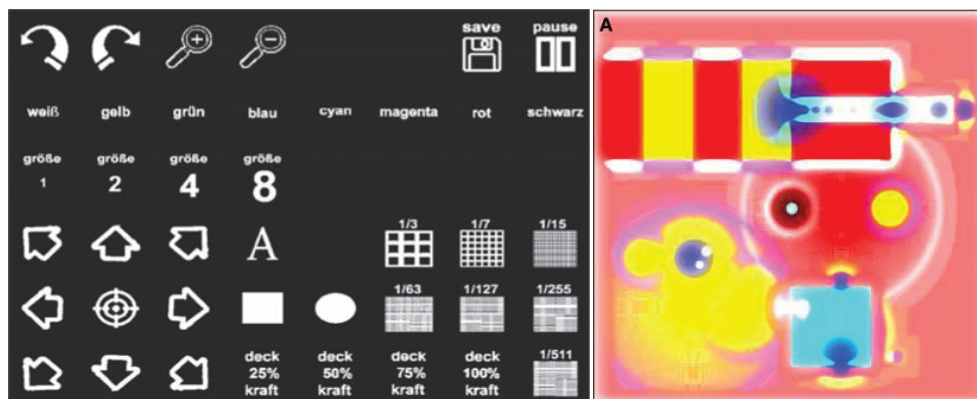 save pause
weiß gelb grün blau cyan magenta rot schwarz
größe größe größe größe
1 2 4 8
1/3 1/7 1/15
A
1/63 1/127 1/255
deck deck deck deck 1/511
25% 50% 75% 100%
kraft kraft kraft kraft
A